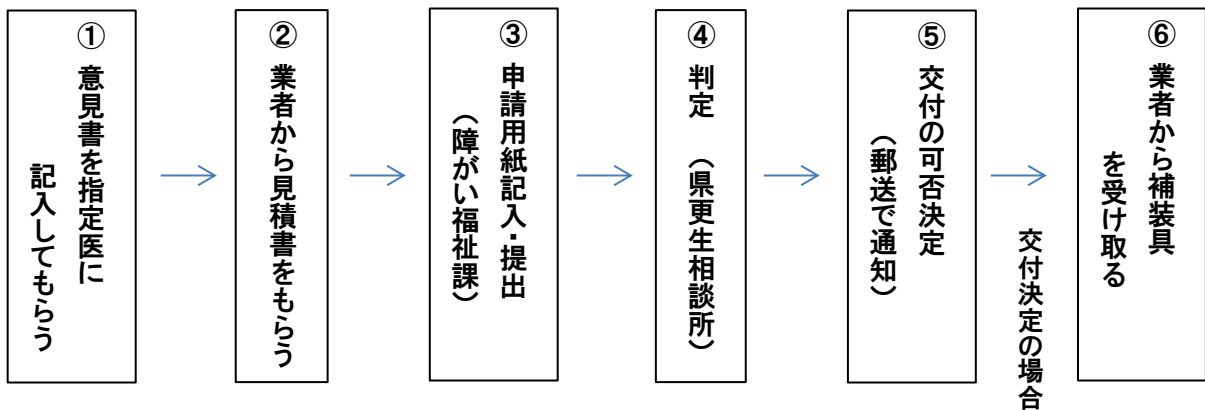 ① 意見書を指定医に
記入してもらう
② 業者から見積書をもらう
③ 申請用紙記入・提出
（障がい福祉課）
④ 判定 （県更生相談所）
⑤ 交付の可否決定
（郵送で通知）
交付決定の場合
⑥ 業者から補装具
を受け取る